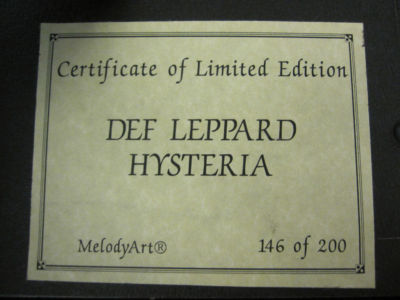 Certificate of Limited Edition
DEF LEPPARD
HYSTERIA
MelodyArt® 146 of 200